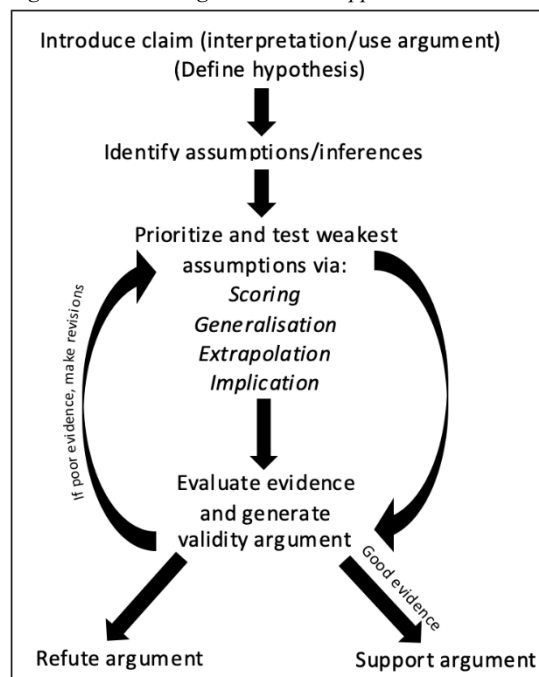 Introduce claim (interpretation/use argument)
(Define hypothesis)
Identify assumptions/inferences
Prioritize and test weakest
assumptions via:
Scoring
Generalisation
Extrapolation
Implication
If poor evidence, make revisions
Evaluate evidence
and generate
validity argument
Good evidence
Refute argument
Support argument